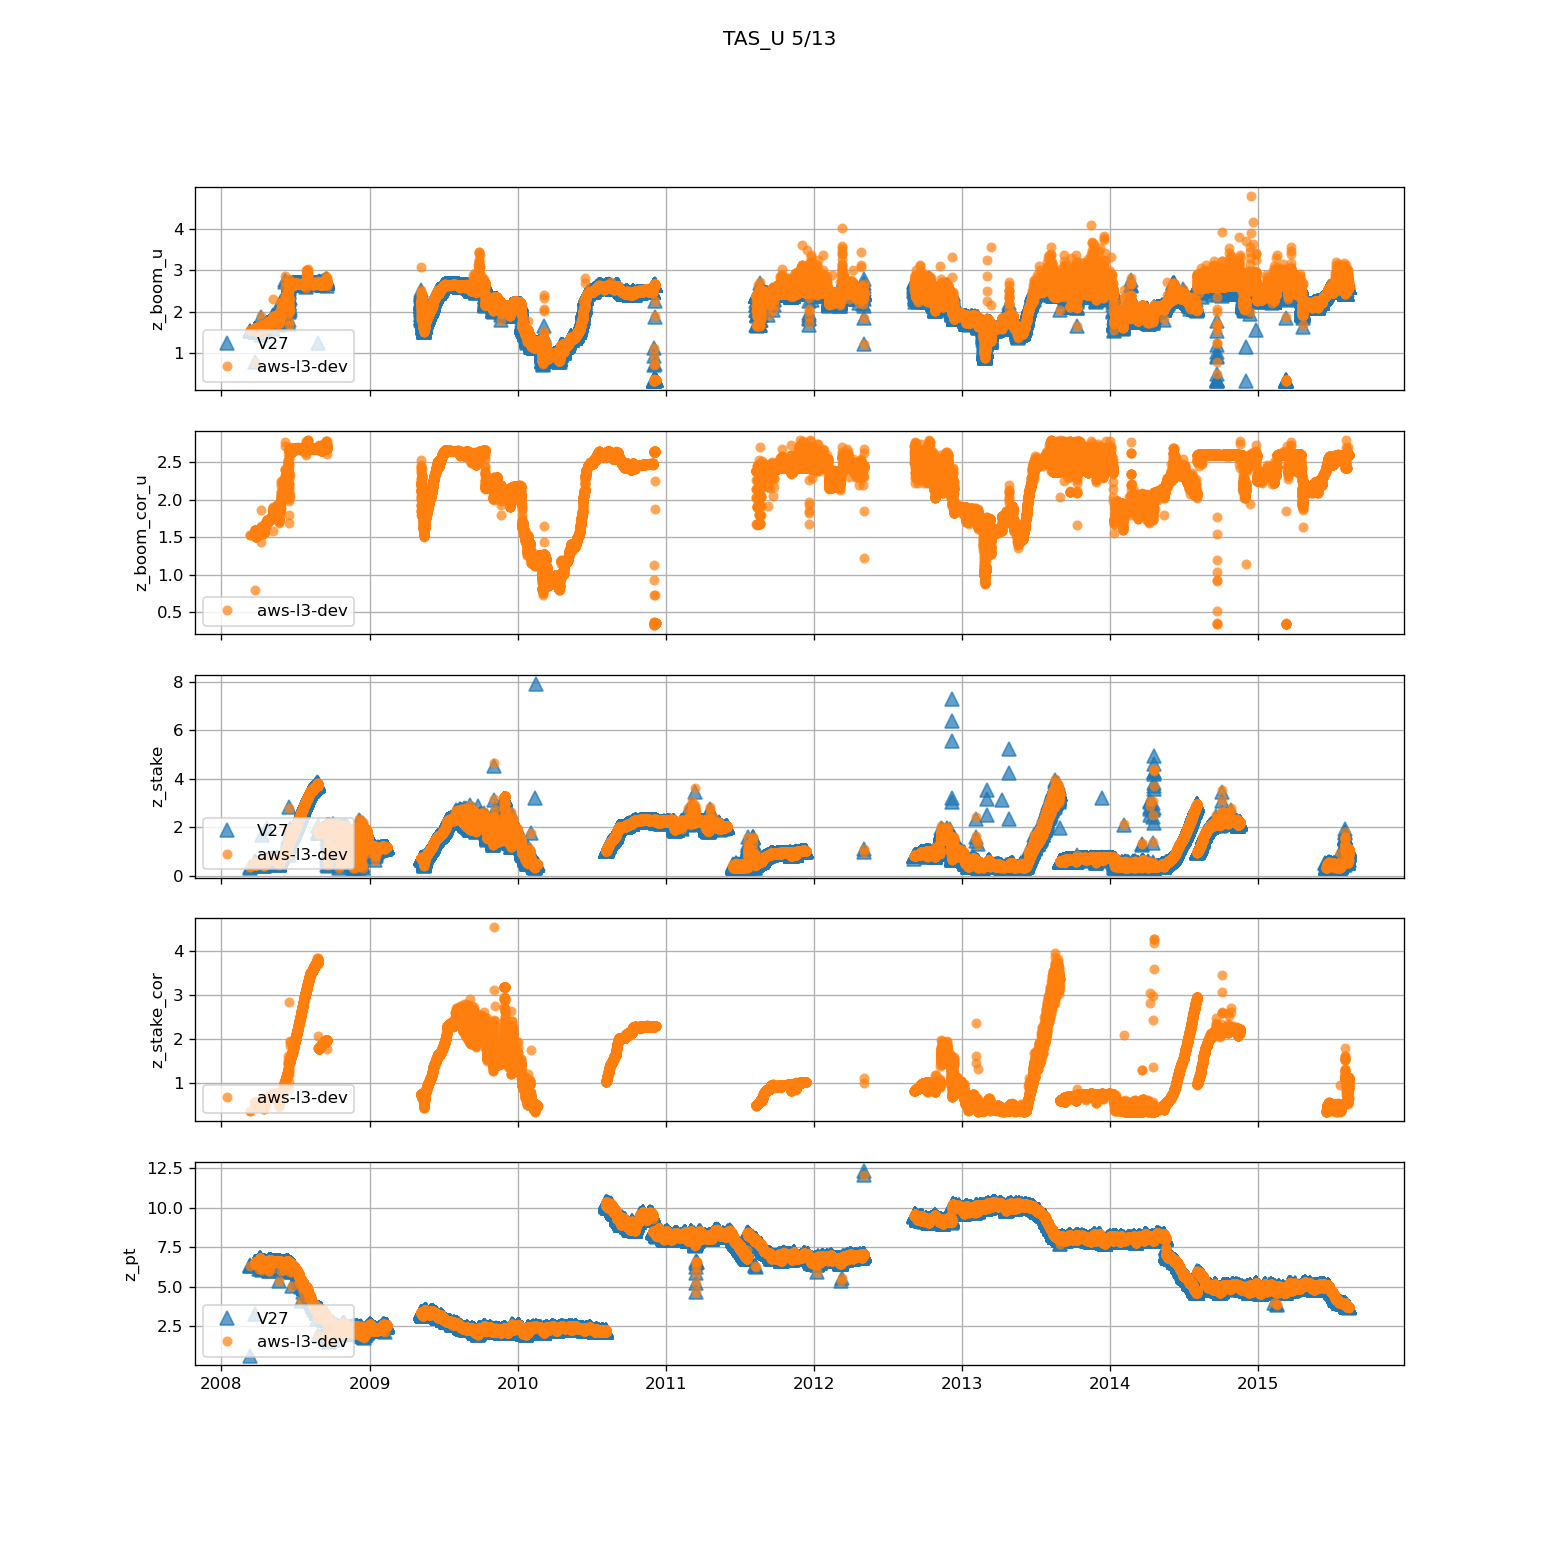 TAS_U 5/13
z_boom_u
4
3
2
1
V27
aws-l3-dev
z_boom_cor_u
2.5
2.0
1.5
1.0
0.5
aws-l3-dev
z_stake
8
6
4
2
0
V27
aws-l3-dev
z_stake_cor
4
3
2
1
aws-l3-dev
z_pt
12.5
10.0
7.5
5.0
2.5
V27
aws-l3-dev
2008 2009 2010 2011 2012 2013 2014 2015